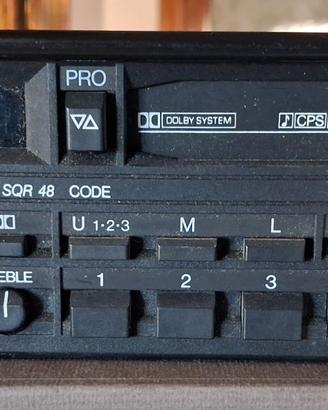 PRO
DOLBY SYSTEM
CPS
SQR 48 CODE
U 1·2·3 M L
EBLE 1 2 3